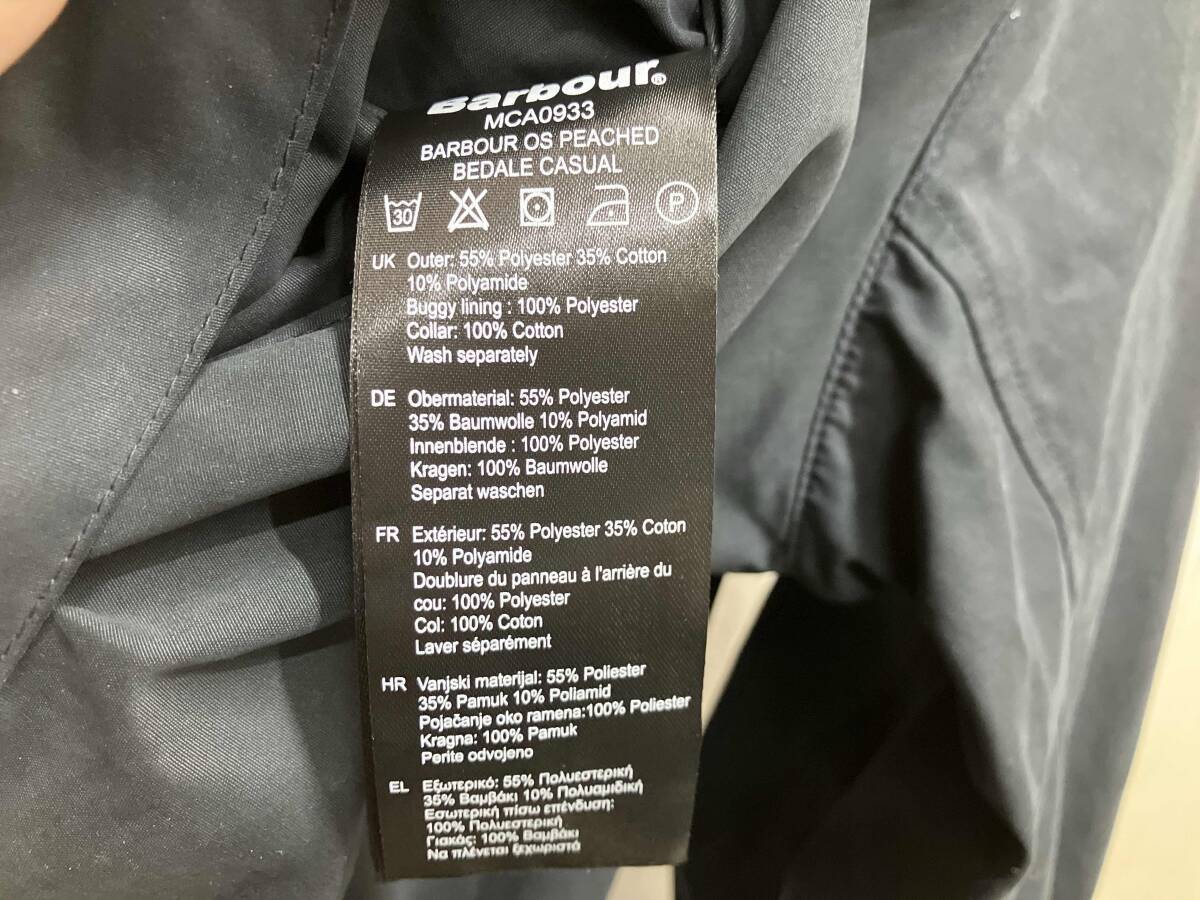 Barbour®
MCA0933
BARBOUR OS PEACHED
BEDALE CASUAL
30 P
UK Outer: 55% Polyester 35% Cotton
10% Polyamide
Buggy lining : 100% Polyester
Collar: 100% Cotton
Wash separately
DE Obermaterial: 55% Polyester
35% Baumwolle 10% Polyamid
Innenblende : 100% Polyester
Kragen: 100% Baumwolle
Separat waschen
FR Extérieur: 55% Polyester 35% Coton
10% Polyamide
Doublure du panneau à l'arrière du
cou: 100% Polyester
Col: 100% Coton
Laver séparément
HR Vanjski materijal: 55% Poliester
35% Pamuk 10% Poliamid
Pojačanje oko ramena:100% Poliester
Kragna: 100% Pamuk
Perite odvojeno
EL Εξωτερικό: 55% Πολυεστερική
35% Βαμβάκι 10% Πολυαμιδική
Εσωτερική πίσω επένδυση:
100% Πολυεστερική
Γιακάς: 100% Βαμβάκι
Να πλένεται ξεχωριστά